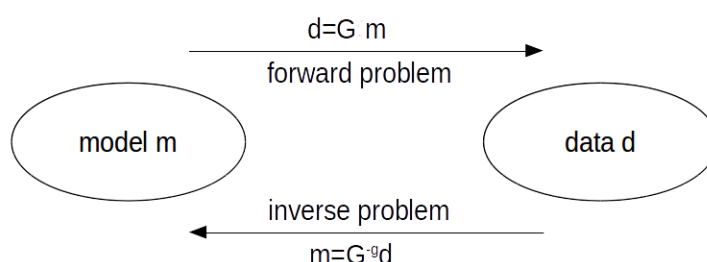 d=G m
forward problem
model m
data d
inverse problem
m=G⁻ᵍd